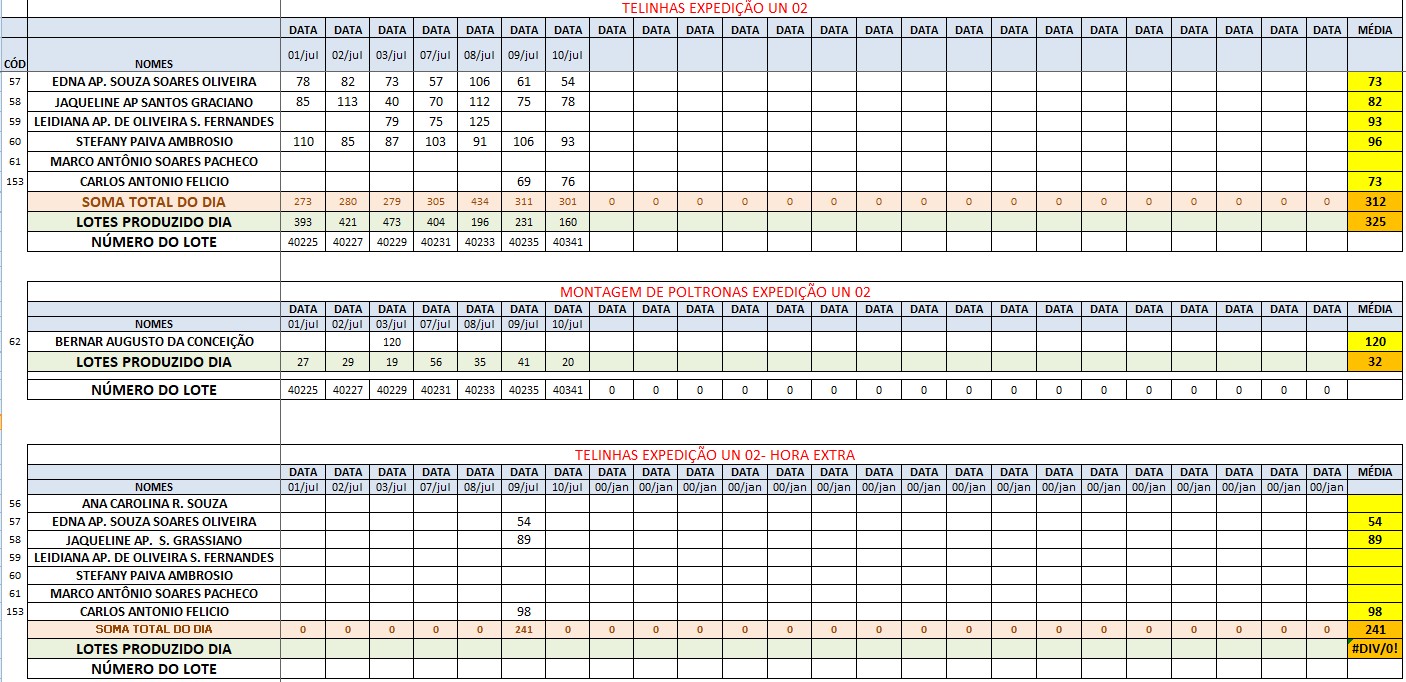 TELINHAS EXPEDIÇÃO UN 02
DATA DATA DATA DATA DATA DATA DATA DATA DATA DATA DATA DATA DATA DATA DATA DATA DATA DATA DATA DATA DATA DATA DATA DATA MÉDIA
CÓD NOMES 01/jul 02/jul 03/jul 07/jul 08/jul 09/jul 10/jul
57 EDNA AP. SOUZA SOARES OLIVEIRA 78 82 73 57 106 61 54 73
58 JAQUELINE AP SANTOS GRACIANO 85 113 40 70 112 75 78 82
59 LEIDIANA AP. DE OLIVEIRA S. FERNANDES 79 75 125 93
60 STEFANY PAIVA AMBROSIO 110 85 87 103 91 106 93 96
61 MARCO ANTÔNIO SOARES PACHECO
153 CARLOS ANTONIO FELICIO 69 76 73
SOMA TOTAL DO DIA 273 280 279 305 434 311 301 0 0 0 0 0 0 0 0 0 0 0 0 0 0 0 0 0 312
LOTES PRODUZIDO DIA 393 421 473 404 196 231 160 325
NÚMERO DO LOTE 40225 40227 40229 40231 40233 40235 40341
MONTAGEM DE POLTRONAS EXPEDIÇÃO UN 02
DATA DATA DATA DATA DATA DATA DATA DATA DATA DATA DATA DATA DATA DATA DATA DATA DATA DATA DATA DATA DATA DATA DATA DATA MÉDIA
NOMES 01/jul 02/jul 03/jul 07/jul 08/jul 09/jul 10/jul
62 BERNAR AUGUSTO DA CONCEIÇÃO 120 120
LOTES PRODUZIDO DIA 27 29 19 56 35 41 20 32
NÚMERO DO LOTE 40225 40227 40229 40231 40233 40235 40341 0 0 0 0 0 0 0 0 0 0 0 0 0 0 0 0 0
TELINHAS EXPEDIÇÃO UN 02- HORA EXTRA
DATA DATA DATA DATA DATA DATA DATA DATA DATA DATA DATA DATA DATA DATA DATA DATA DATA DATA DATA DATA DATA DATA DATA DATA MÉDIA
NOMES 01/jul 02/jul 03/jul 07/jul 08/jul 09/jul 10/jul 00/jan 00/jan 00/jan 00/jan 00/jan 00/jan 00/jan 00/jan 00/jan 00/jan 00/jan 00/jan 00/jan 00/jan 00/jan 00/jan 00/jan
56 ANA CAROLINA R. SOUZA
57 EDNA AP. SOUZA SOARES OLIVEIRA 54 54
58 JAQUELINE AP. S. GRASSIANO 89 89
59 LEIDIANA AP. DE OLIVEIRA S. FERNANDES
60 STEFANY PAIVA AMBROSIO
61 MARCO ANTÔNIO SOARES PACHECO
153 CARLOS ANTONIO FELICIO 98 98
SOMA TOTAL DO DIA 0 0 0 0 0 241 0 0 0 0 0 0 0 0 0 0 0 0 0 0 0 0 0 0 241
LOTES PRODUZIDO DIA #DIV/0!
NÚMERO DO LOTE